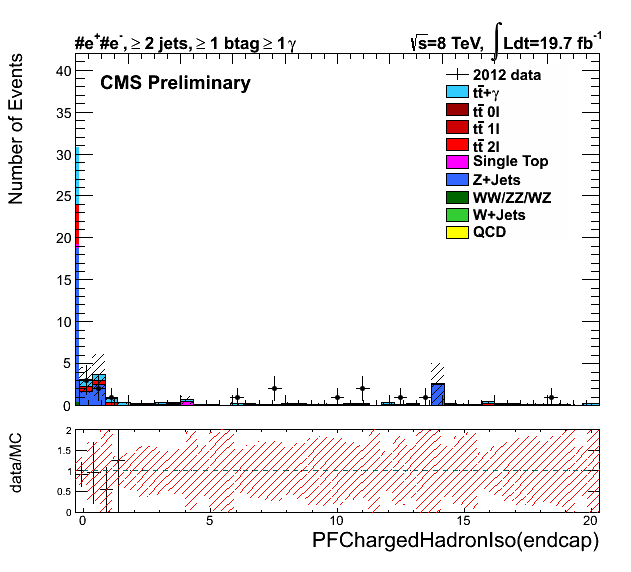 #e⁺#e⁻, ≥ 2 jets, ≥ 1 btag ≥ 1γ
√s=8 TeV, ∫ Ldt=19.7 fb⁻¹
CMS Preliminary
2012 data
tt̄+γ
tt̄ 0l
tt̄ 1l
tt̄ 2l
Single Top
Z+Jets
WW/ZZ/WZ
W+Jets
QCD
Number of Events
40
35
30
25
20
15
10
5
0
data/MC
2
1.5
1
0.5
0
0 5 10 15 20
PFChargedHadronIso(endcap)